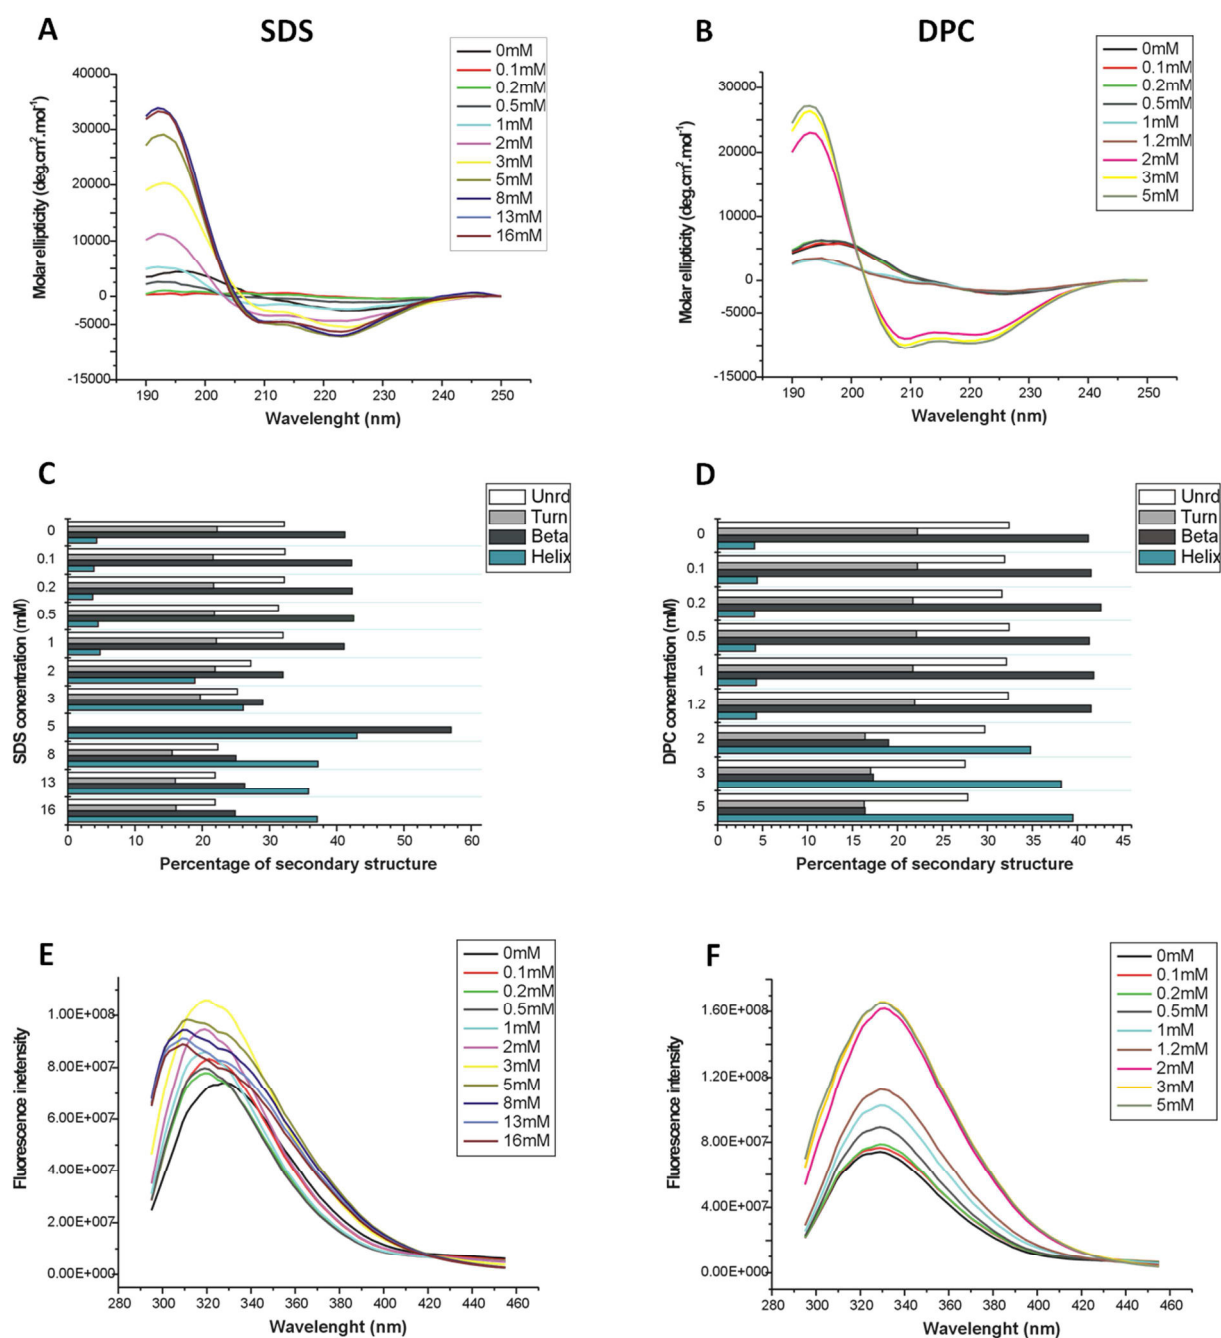 A
SDS
0mM
0.1mM
0.2mM
0.5mM
1mM
2mM
3mM
5mM
8mM
13mM
16mM
40000
30000
20000
10000
0
-5000
-15000
Molar ellipticity (deg.cm².mol⁻¹)
190 200 210 220 230 240 250
Wavelenght (nm)
B
DPC
0mM
0.1mM
0.2mM
0.5mM
1mM
1.2mM
2mM
3mM
5mM
30000
20000
10000
0
-5000
-15000
Molar ellipticity (deg.cm².mol⁻¹)
190 200 210 220 230 240 250
Wavelenght (nm)
C
Unrd
Turn
Beta
Helix
0
0.1
0.2
0.5
1
2
3
5
8
13
16
SDS concentration (mM)
0 10 20 30 40 50 60
Percentage of secondary structure
D
Unrd
Turn
Beta
Helix
0
0.1
0.2
0.5
1
1.2
2
3
5
DPC concentration (mM)
0 5 10 15 20 25 30 35 40 45
Percentage of secondary structure
E
0mM
0.1mM
0.2mM
0.5mM
1mM
2mM
3mM
5mM
8mM
13mM
16mM
1.00E+008
8.00E+007
6.00E+007
4.00E+007
2.00E+007
0.00E+000
Fluorescence inetensity
280 300 320 340 360 380 400 420 440 460
Wavelenght (nm)
F
0mM
0.1mM
0.2mM
0.5mM
1mM
1.2mM
2mM
3mM
5mM
1.60E+008
1.20E+008
8.00E+007
4.00E+007
0.00E+000
Fluorescence intensity
280 300 320 340 360 380 400 420 440 460
Wavelenght (nm)